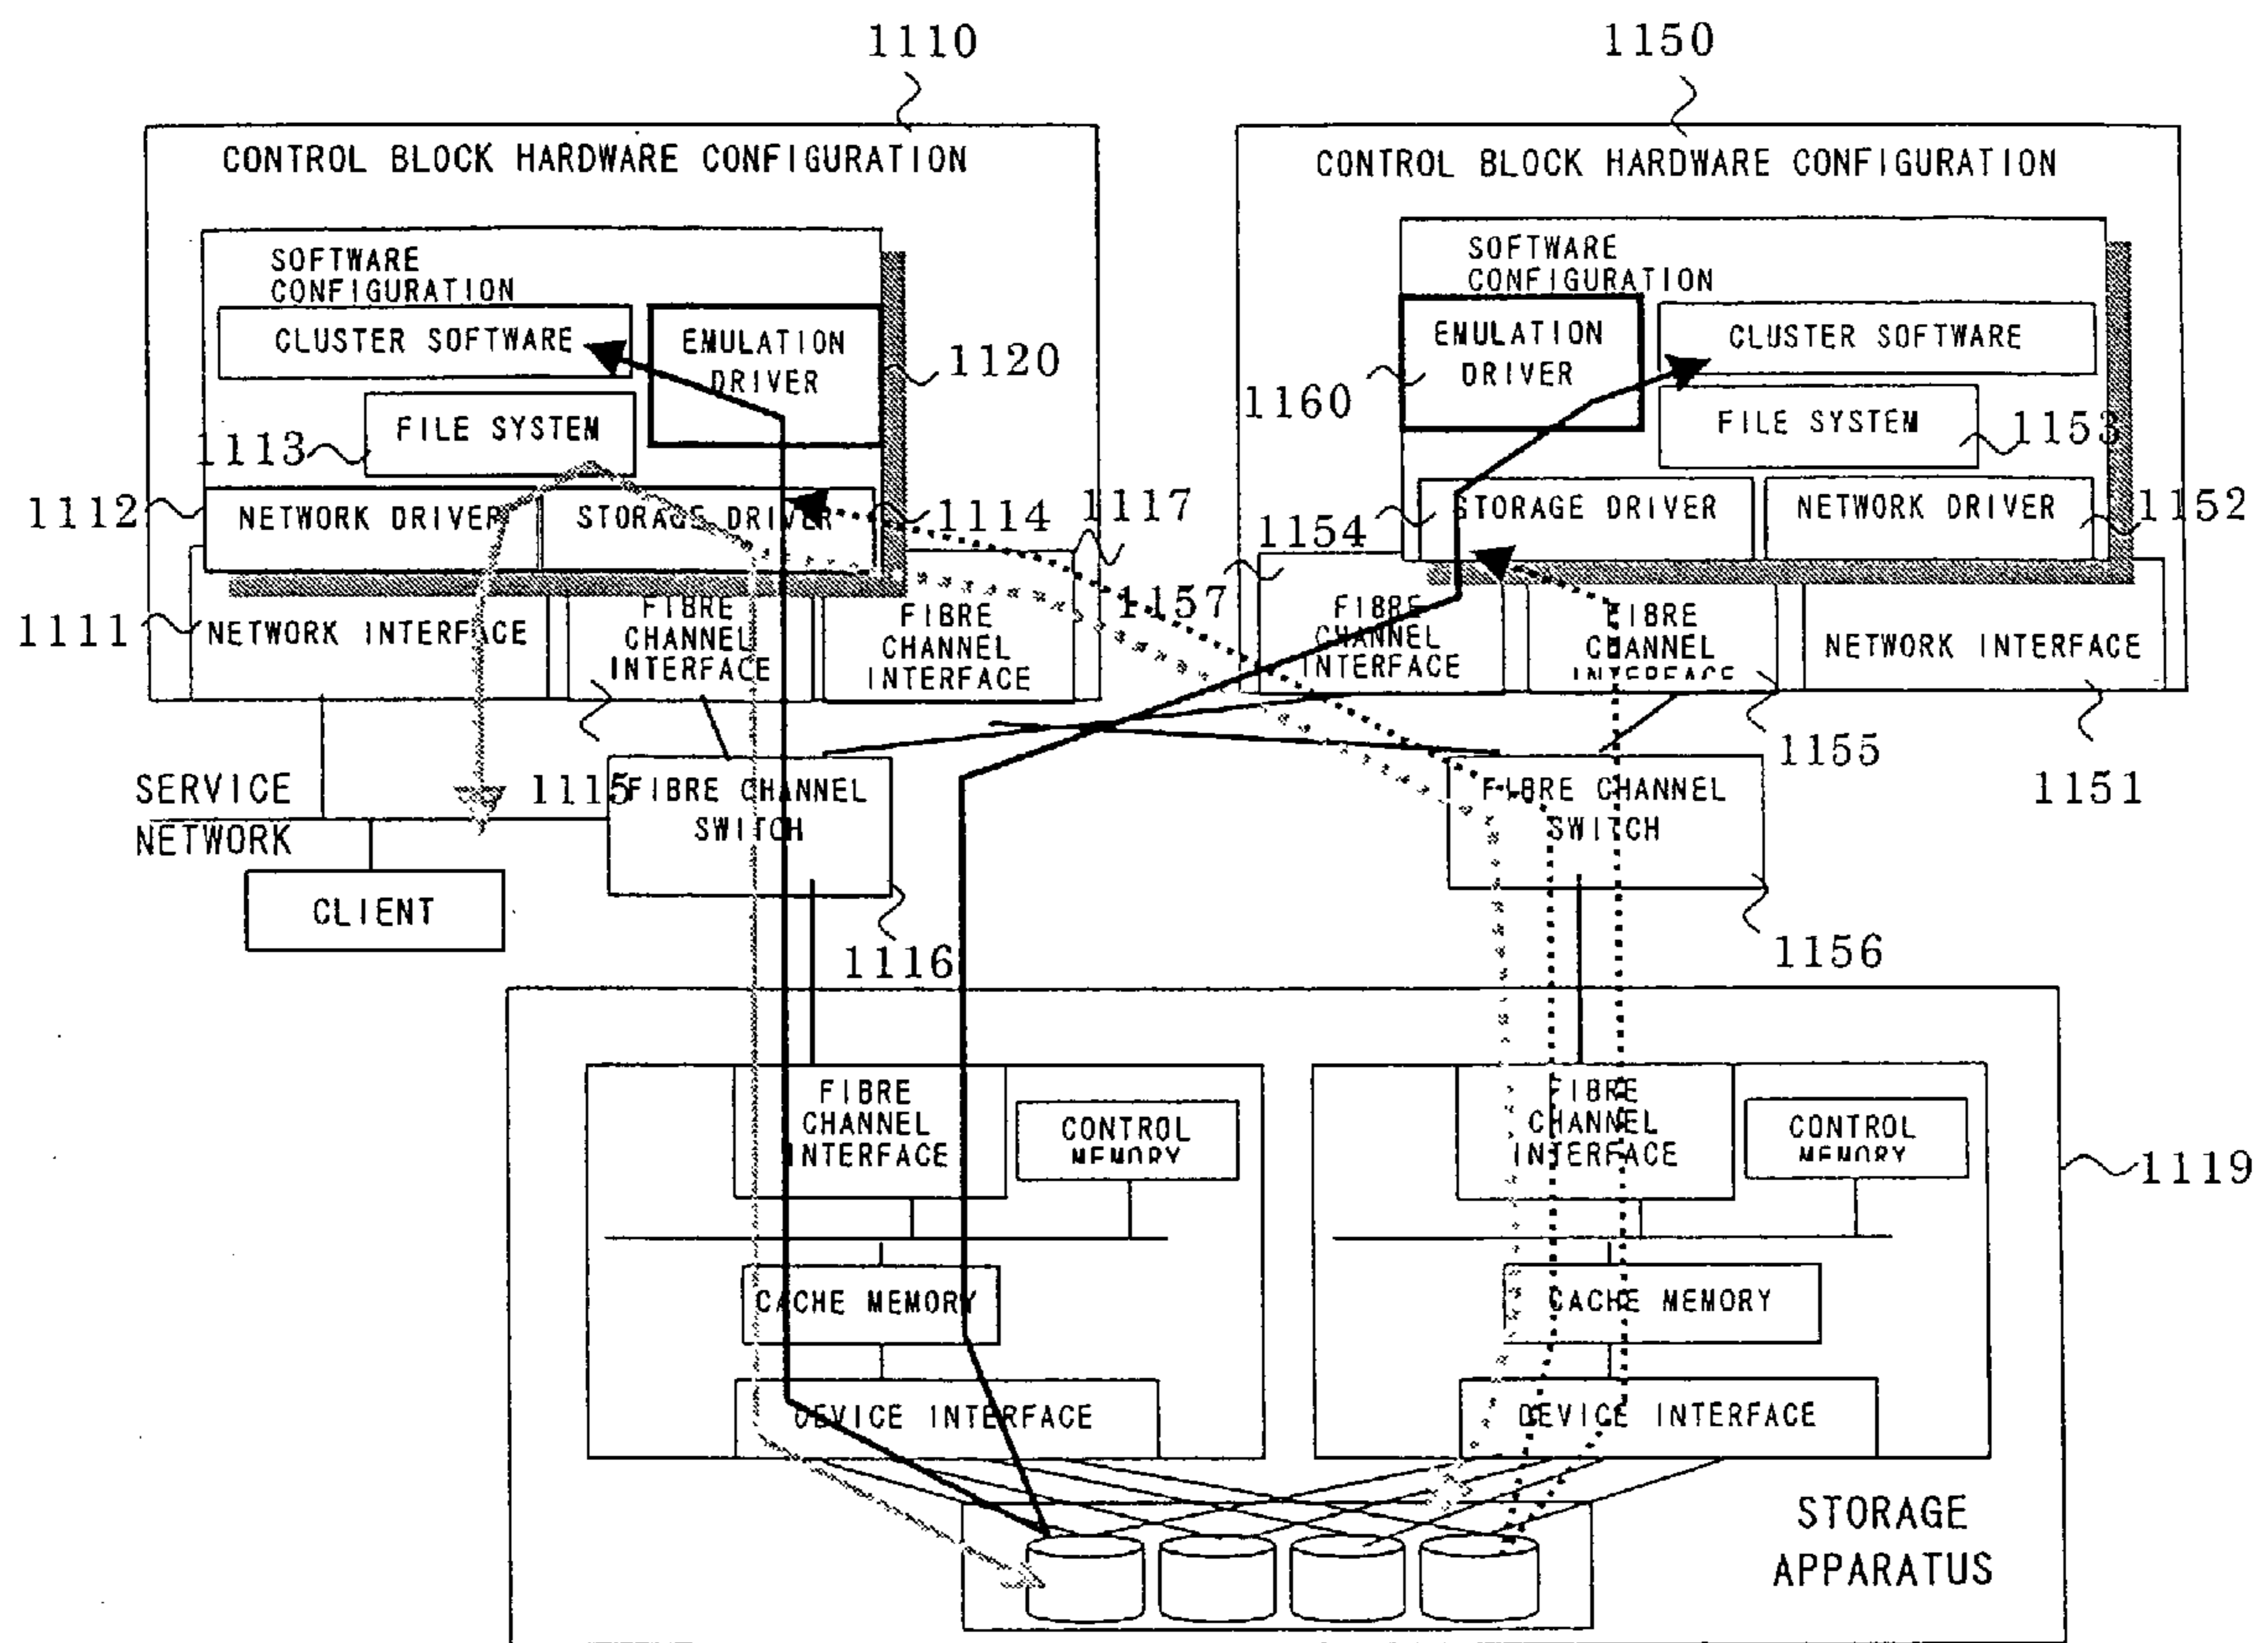 1110
1150
CONTROL BLOCK HARDWARE CONFIGURATION
CONTROL BLOCK HARDWARE CONFIGURATION
SOFTWARE
CONFIGURATION
CLUSTER SOFTWARE
EMULATION
DRIVER
1120
FILE SYSTEM
1113
1112
NETWORK DRIVER
STORAGE DRIVER
1114
1117
1111
NETWORK INTERFACE
FIBRE
CHANNEL
INTERFACE
FIBRE
CHANNEL
INTERFACE
SOFTWARE
CONFIGURATION
EMULATION
DRIVER
CLUSTER SOFTWARE
1160
FILE SYSTEM
1153
1154
STORAGE DRIVER
NETWORK DRIVER
1152
1157
FIBRE
CHANNEL
INTERFACE
FIBRE
CHANNEL
INTERFACE
NETWORK INTERFACE
1155
1151
SERVICE
NETWORK
1115
FIBRE CHANNEL
SWITCH
FIBRE CHANNEL
SWITCH
CLIENT
1116
1156
FIBRE
CHANNEL
INTERFACE
CONTROL
MEMORY
FIBRE
CHANNEL
INTERFACE
CONTROL
MEMORY
1119
CACHE MEMORY
CACHE MEMORY
DEVICE INTERFACE
DEVICE INTERFACE
STORAGE
APPARATUS